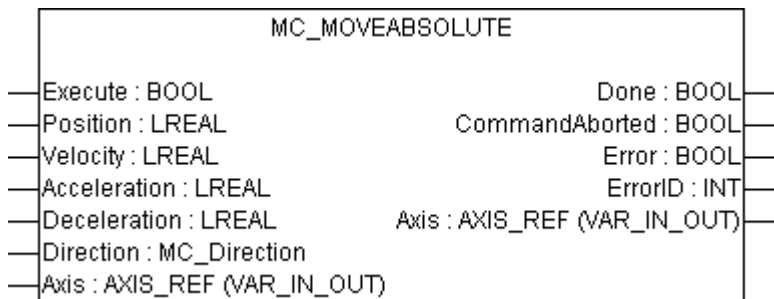 MC_MOVEABSOLUTE
Execute : BOOL Done : BOOL
Position : LREAL CommandAborted : BOOL
Velocity : LREAL Error : BOOL
Acceleration : LREAL ErrorID : INT
Deceleration : LREAL Axis : AXIS_REF (VAR_IN_OUT)
Direction : MC_Direction
Axis : AXIS_REF (VAR_IN_OUT)